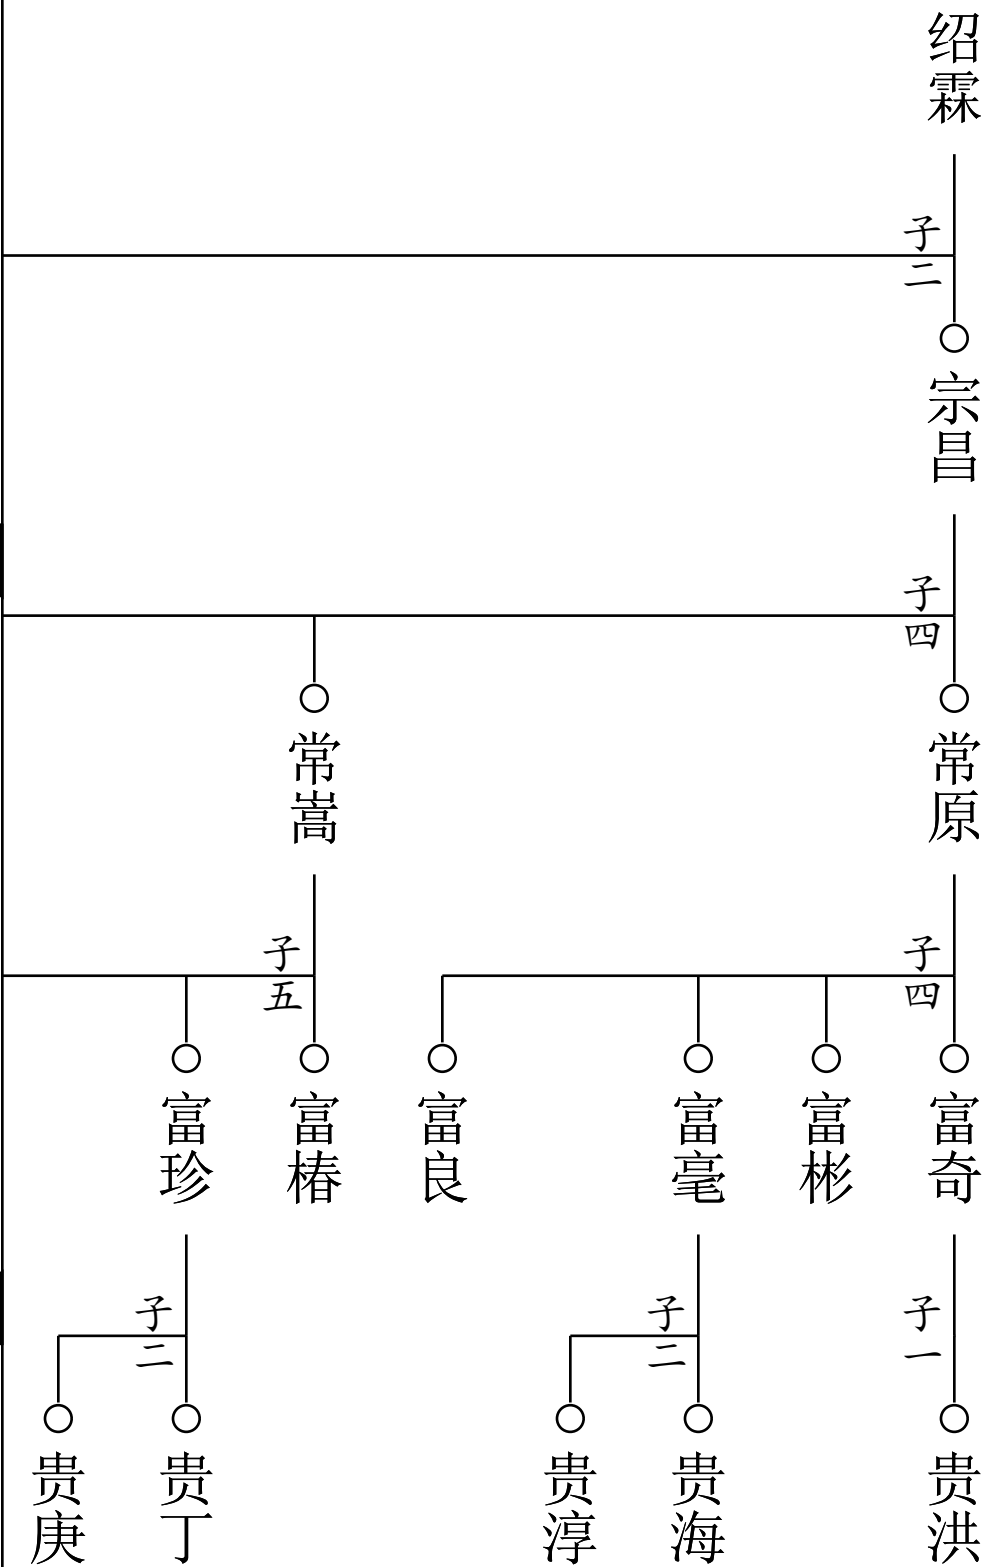 绍霖
子二
宗昌
子四
常原
常嵩
子四
子五
富奇
富彬
富毫
富良
富椿
富珍
子一
子二
子二
贵洪
贵海
贵淳
贵丁
贵庚